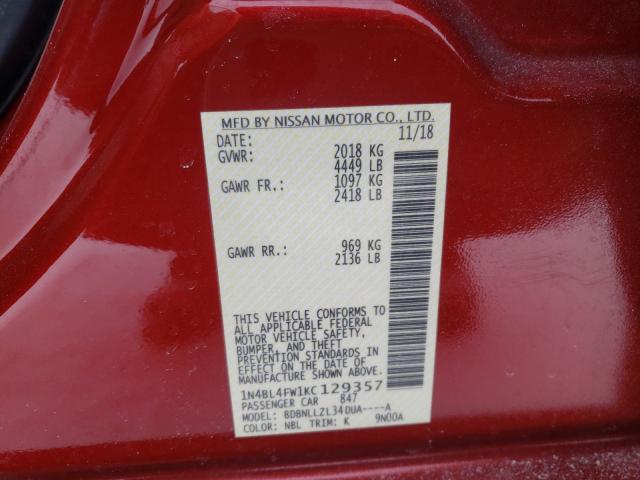 MFD BY NISSAN MOTOR CO., LTD.
DATE: 11/18
GVWR: 2018 KG
4449 LB
GAWR FR.: 1097 KG
2418 LB
GAWR RR.: 969 KG
2136 LB
THIS VEHICLE CONFORMS TO
ALL APPLICABLE FEDERAL
MOTOR VEHICLE SAFETY,
BUMPER, AND THEFT
PREVENTION STANDARDS IN
EFFECT ON THE DATE OF
MANUFACTURE SHOWN ABOVE.
1N4BL4FW1KC129357
PASSENGER CAR 847
MODEL: BDBNLLZL34DUA----A
COLOR: NBL TRIM: K 9N00A